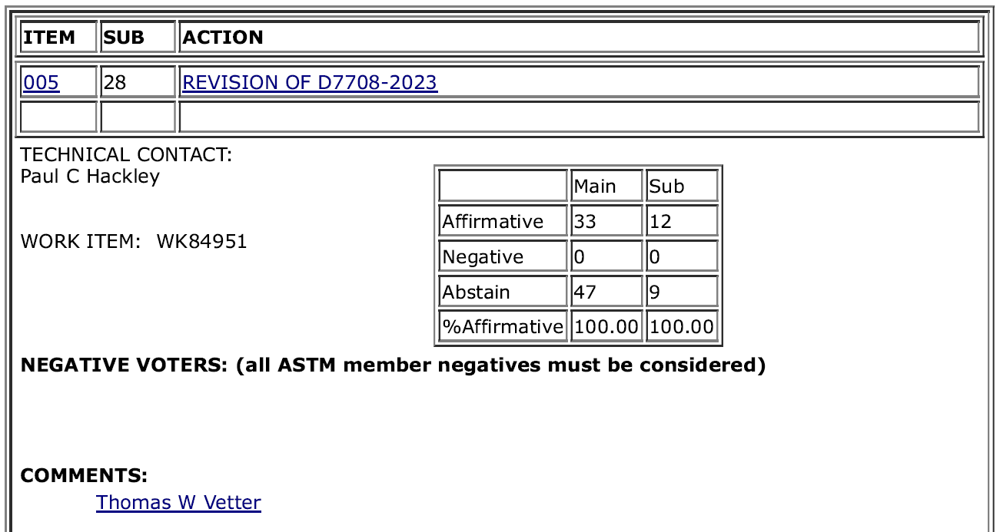 ITEM SUB ACTION
005 28 REVISION OF D7708-2023
TECHNICAL CONTACT:
Paul C Hackley
WORK ITEM: WK84951
Main Sub
Affirmative 33 12
Negative 0 0
Abstain 47 9
%Affirmative 100.00 100.00
NEGATIVE VOTERS: (all ASTM member negatives must be considered)
COMMENTS:
Thomas W Vetter